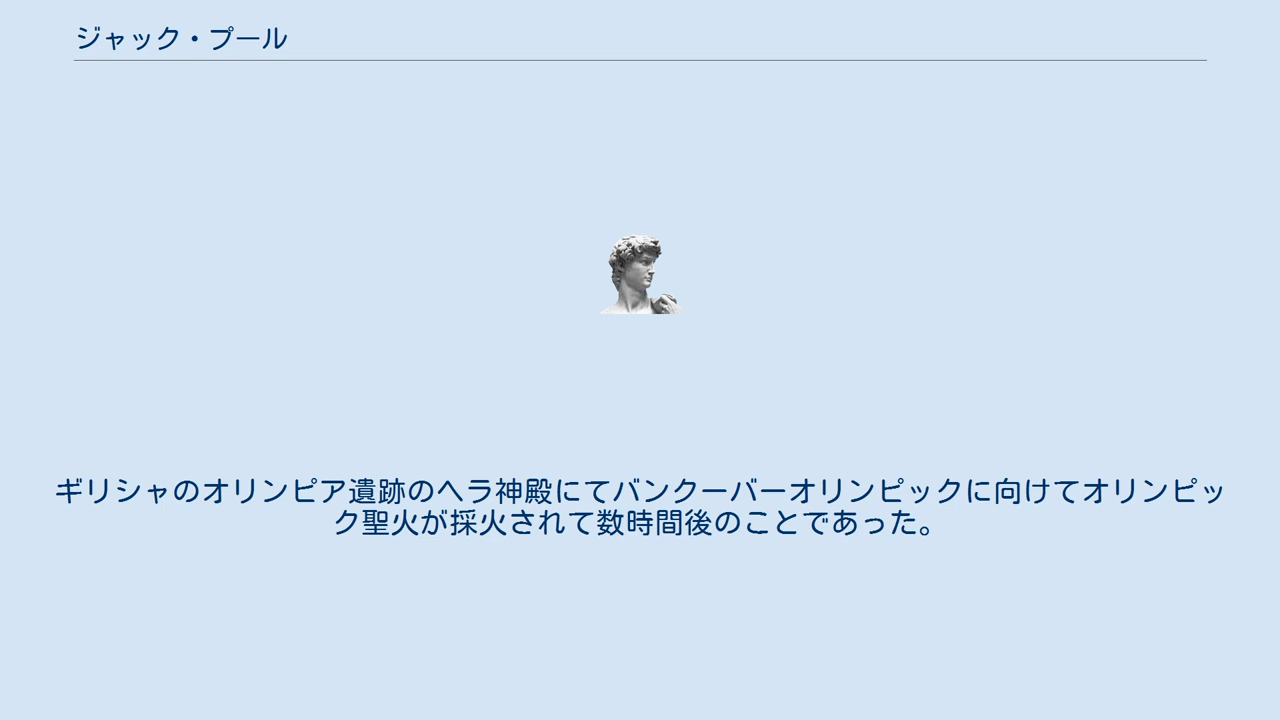 ジャック・プール
ギリシャのオリンピア遺跡のヘラ神殿にてバンクーバーオリンピックに向けてオリンピッ
ク聖火が採火されて数時間後のことであった。